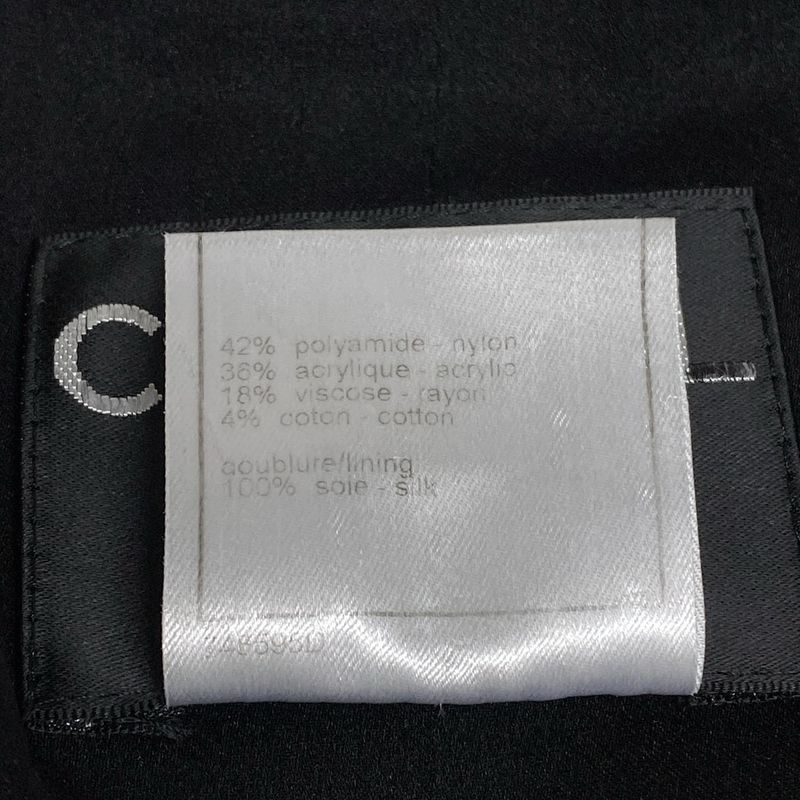 C
42% polyamide - nylon
36% acrylique - acrylic
18% viscose - rayon
4% coton - cotton
doublure/lining
100% soie - silk